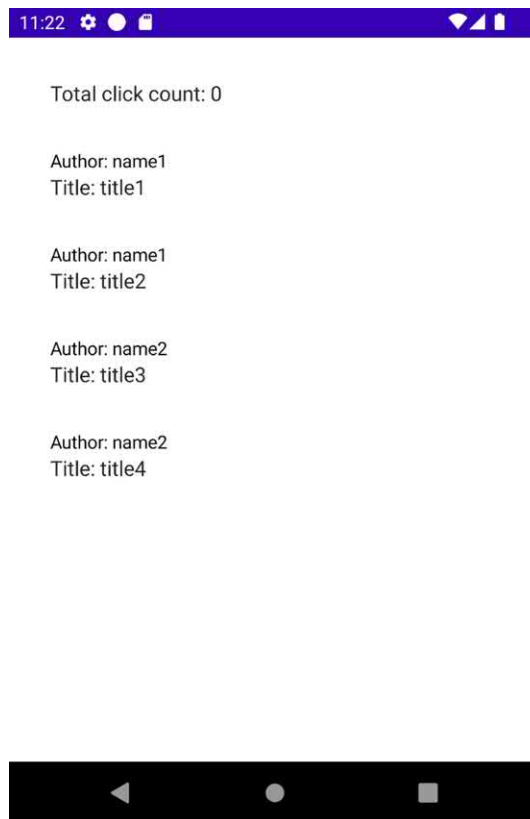 11:22
Total click count: 0
Author: name1
Title: title1
Author: name1
Title: title2
Author: name2
Title: title3
Author: name2
Title: title4